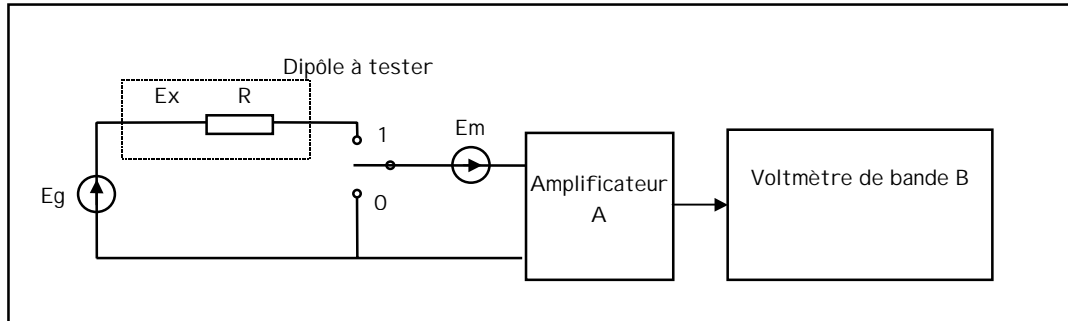 Dipôle à tester
Ex R
1
Em
Eg
0
Amplificateur
A
Voltmètre de bande B